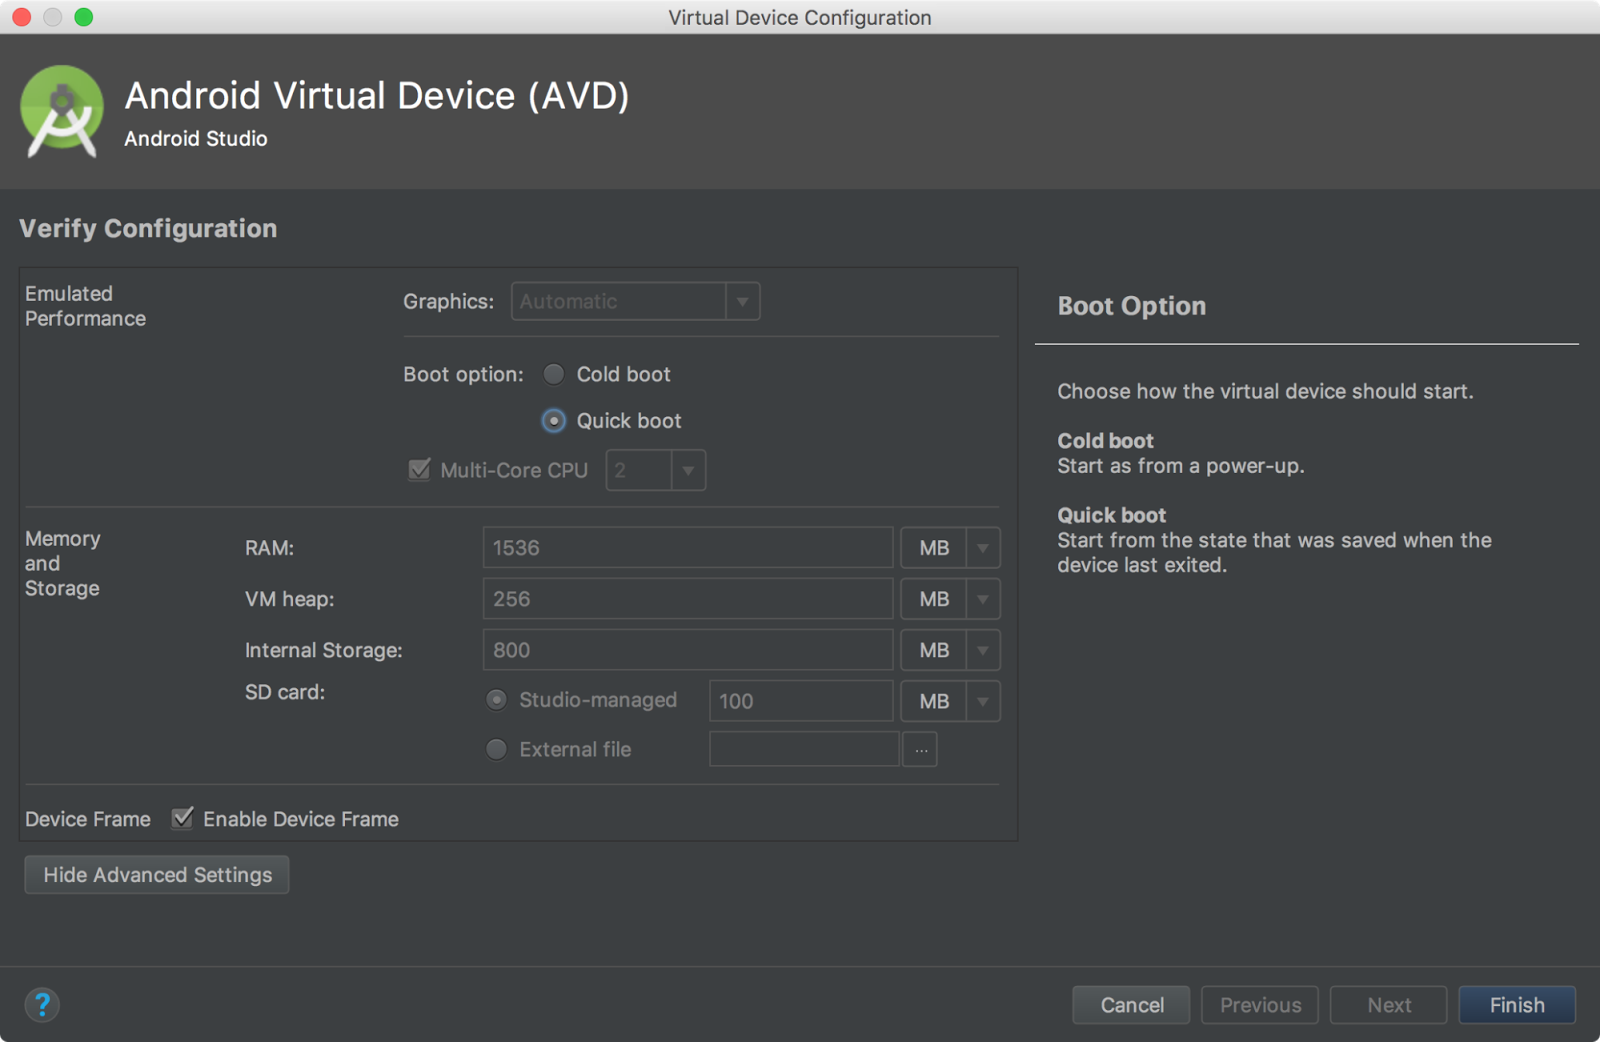 Virtual Device Configuration
Android Virtual Device (AVD)
Android Studio
Verify Configuration
Emulated
Performance
Graphics: Automatic
Boot option: Cold boot
Quick boot
Multi-Core CPU 2
Memory
and
Storage
RAM: 1536 MB
VM heap: 256 MB
Internal Storage: 800 MB
SD card: Studio-managed 100 MB
External file ...
Device Frame Enable Device Frame
Hide Advanced Settings
Boot Option
Choose how the virtual device should start.
Cold boot
Start as from a power-up.
Quick boot
Start from the state that was saved when the
device last exited.
? Cancel Previous Next Finish